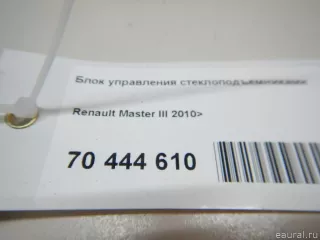 Блок управления стеклоподъемниками
Renault Master III 2010>
70 444 610
eaural.ru